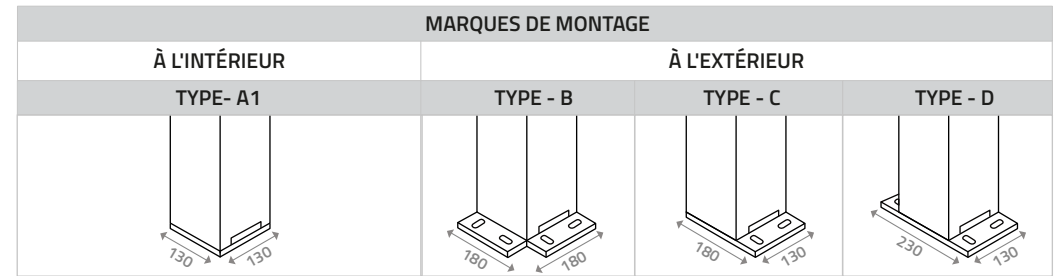 MARQUES DE MONTAGE
À L'INTÉRIEUR À L'EXTÉRIEUR
TYPE- A1 TYPE - B TYPE - C TYPE - D
130 130 180 180 180 130 230 130